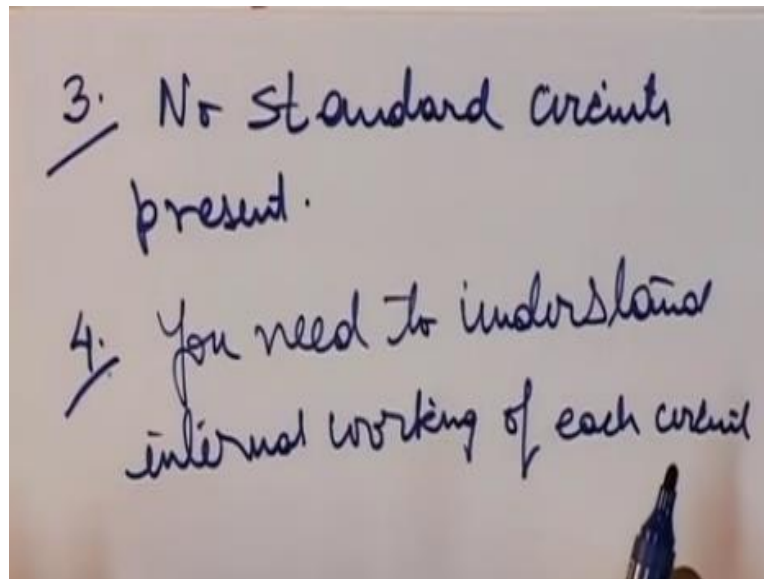 3. No standard circuits
present.
4. You need to understand
internal working of each circuit